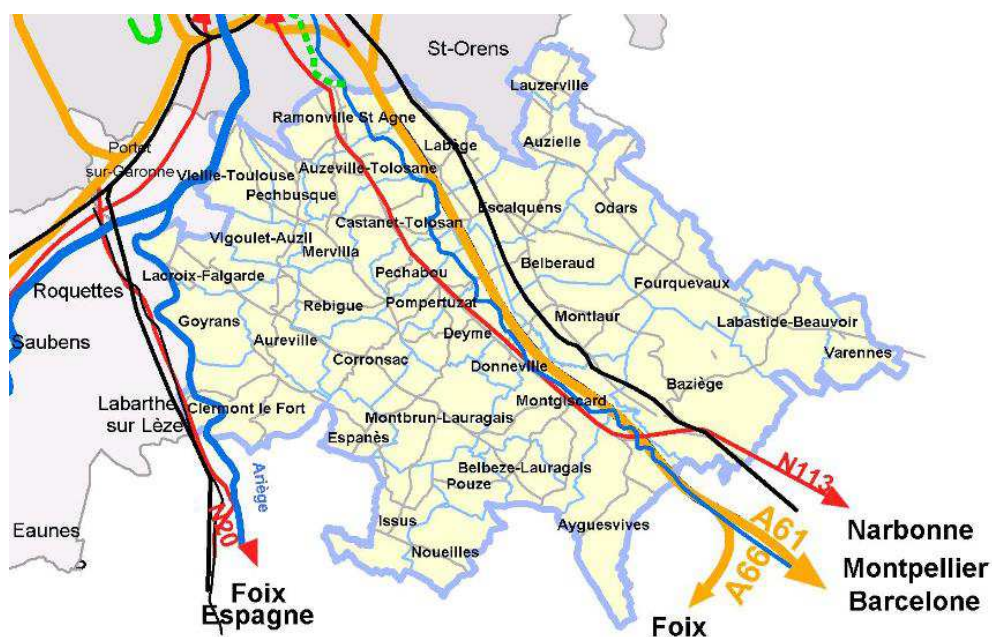 St-Orens
Lauzerville
Ramonville St Agne
Labège
Auzielle
Portet
sur-Garonne
Vieille-Toulouse
Auzeville-Tolosane
Pechbusque
Escalquens
Odars
Castanet-Tolosan
Vigoulet-Auzil
Mervilla
Belberaud
Lacroix-Falgarde
Pechabou
Fourquevaux
Roquettes
Rebigue
Pompertuzat
Goyrans
Montlaur
Labastide-Beauvoir
Saubens
Aureville
Deyme
Corronsac
Varennes
Donneville
Baziège
Labarthe
sur Lèze
Clermont le Fort
Montgiscard
Montbrun-Lauragais
Espanès
Ariège
Belbeze-Lauragais
Pouze
N113
N20
Issus
Ayguesvives
Eaunes
Noueilles
A61
A66
Narbonne
Montpellier
Barcelone
Foix
Espagne
Foix